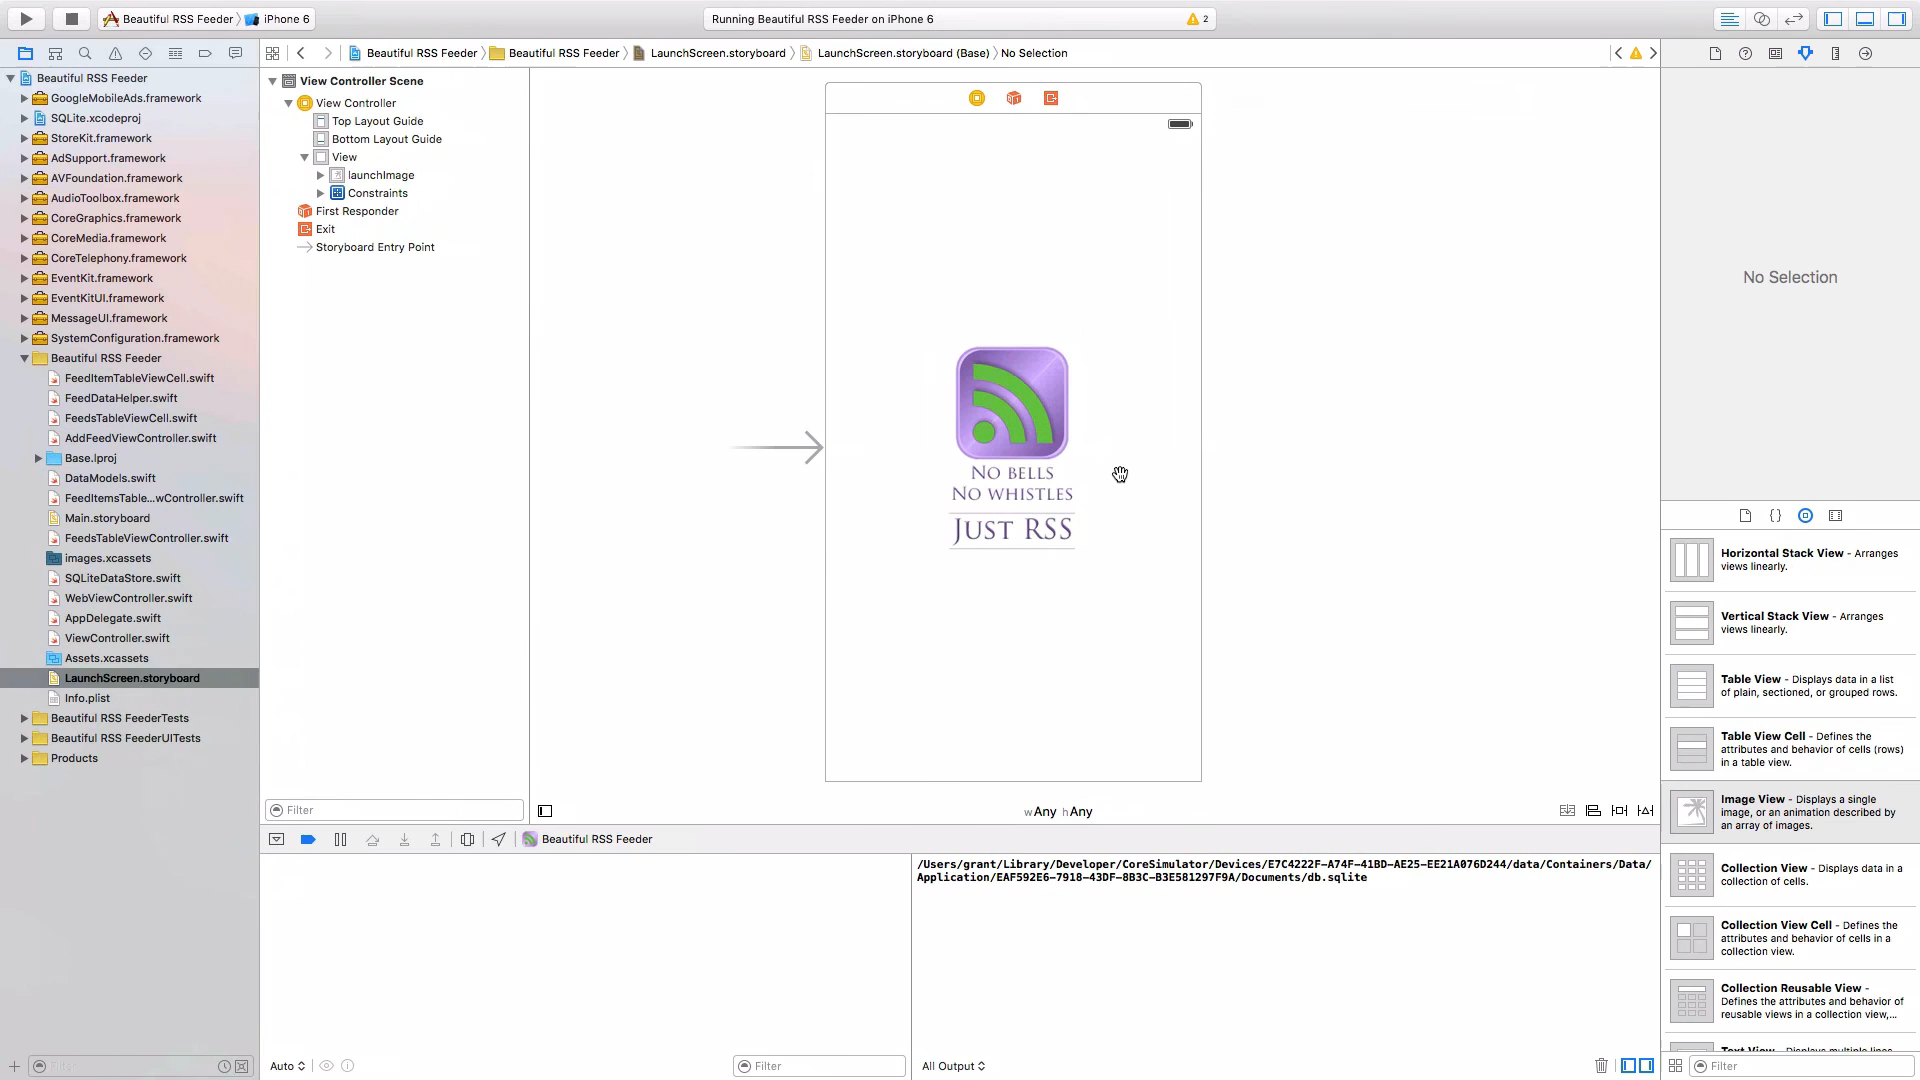 Beautiful RSS Feeder
iPhone 6
Running Beautiful RSS Feeder on iPhone 6
2
Beautiful RSS Feeder
Beautiful RSS Feeder
LaunchScreen.storyboard
LaunchScreen.storyboard (Base)
No Selection
Beautiful RSS Feeder
GoogleMobileAds.framework
SQLite.xcodeproj
StoreKit.framework
AdSupport.framework
AVFoundation.framework
AudioToolbox.framework
CoreGraphics.framework
CoreMedia.framework
CoreTelephony.framework
EventKit.framework
EventKitUI.framework
MessageUI.framework
SystemConfiguration.framework
Beautiful RSS Feeder
FeedItemTableViewCell.swift
FeedDataHelper.swift
FeedsTableViewCell.swift
AddFeedViewController.swift
Base.lproj
DataModels.swift
FeedItemsTable...wController.swift
Main.storyboard
FeedsTableViewController.swift
images.xcassets
SQLiteDataStore.swift
WebViewController.swift
AppDelegate.swift
ViewController.swift
Assets.xcassets
LaunchScreen.storyboard
Info.plist
Beautiful RSS FeederTests
Beautiful RSS FeederUITests
Products
Filter
View Controller Scene
View Controller
Top Layout Guide
Bottom Layout Guide
View
launchImage
Constraints
First Responder
Exit
Storyboard Entry Point
Filter
No bells
No whistles
Just RSS
wAny hAny
Beautiful RSS Feeder
/Users/grant/Library/Developer/CoreSimulator/Devices/E7C4222F-A74F-41BD-AE25-EE21A076D244/data/Containers/Data/
Application/EAF592E6-7918-43DF-8B3C-B3E581297F9A/Documents/db.sqlite
Auto
Filter
All Output
No Selection
Horizontal Stack View - Arranges
views linearly.
Vertical Stack View - Arranges
views linearly.
Table View - Displays data in a list
of plain, sectioned, or grouped rows.
Table View Cell - Defines the
attributes and behavior of cells (rows)
in a table view.
Image View - Displays a single
image, or an animation described by
an array of images.
Collection View - Displays data in a
collection of cells.
Collection View Cell - Defines the
attributes and behavior of cells in a
collection view.
Collection Reusable View -
Defines the attributes and behavior of
reusable views in a collection view,...
Text View - Displays multiple lines
Filter